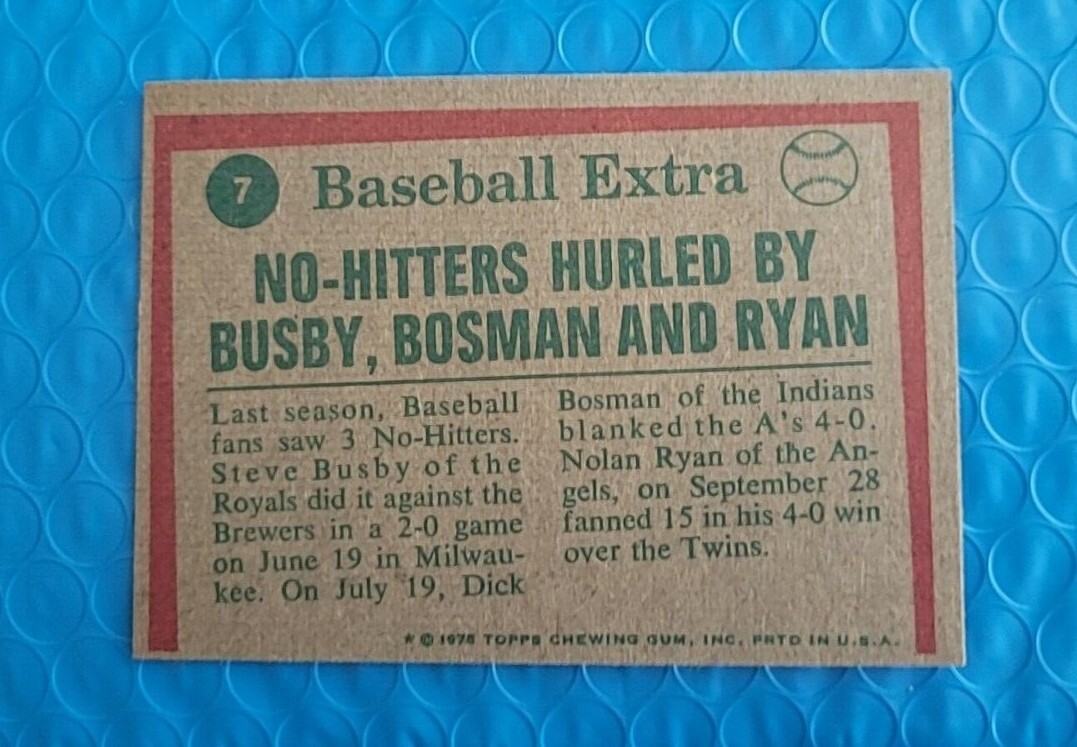 7 Baseball Extra
NO-HITTERS HURLED BY
BUSBY, BOSMAN AND RYAN
Last season, Baseball
fans saw 3 No-Hitters.
Steve Busby of the
Royals did it against the
Brewers in a 2-0 game
on June 19 in Milwau-
kee. On July 19, Dick
Bosman of the Indians
blanked the A's 4-0.
Nolan Ryan of the An-
gels, on September 28
fanned 15 in his 4-0 win
over the Twins.
* © 1975 TOPPS CHEWING GUM, INC. PRTD IN U.S.A.